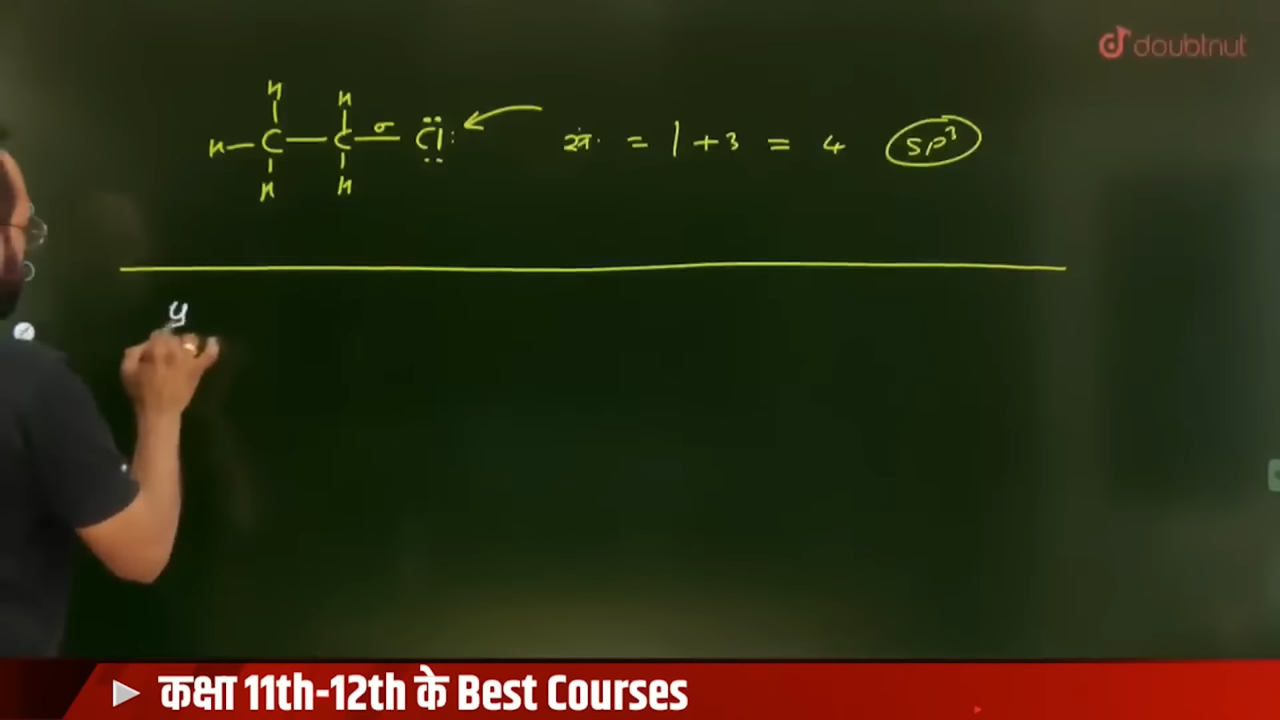 doubtnut
H H
H–C–C–σ–Cl = 1 + 3 = 4 sp³
H H
y
कक्षा 11th-12th के Best Courses